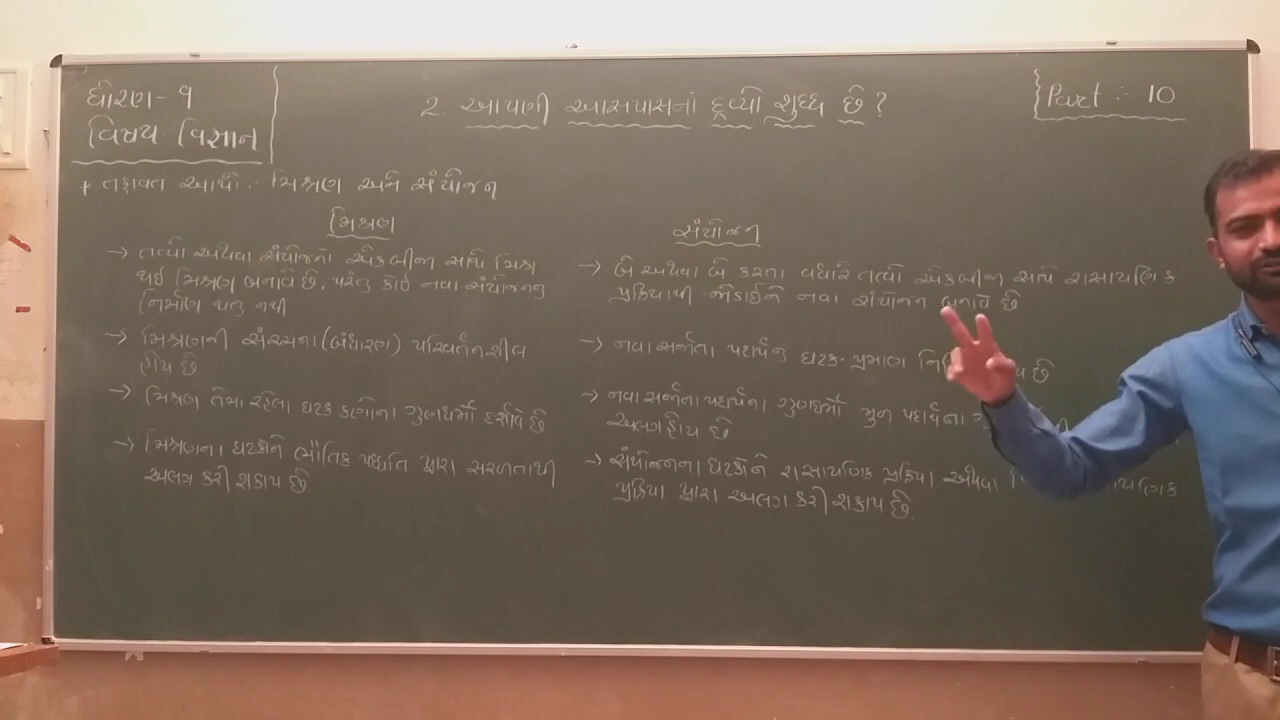 ધોરણ - ૧
વિષય વિજ્ઞાન
2. આપણી આસપાસનાં દ્રવ્યો શુદ્ધ છે ?
Part : 10
* તફાવત આપો :- મિશ્રણ અને સંયોજન
મિશ્રણ
→ તત્વો અથવા સંયોજનો એકબીજા સાથે મિશ્ર
થઈ મિશ્રણ બનાવે છે, પરંતુ કોઈ નવા સંયોજનનું
નિર્માણ થતુ નથી
→ મિશ્રણની સંરચના (બંધારણ) પરિવર્તનશીલ
હોય છે
→ મિશ્રણ તેમા રહેલા ઘટક કણોના ગુણધર્મો દર્શાવે છે
→ મિશ્રણના ઘટકોને ભૌતિક પધ્ધતિ દ્વારા સરળતાથી
અલગ કરી શકાય છે
સંયોજન
→ બે અથવા બે કરતા વધારે તત્વો એકબીજા સાથે રાસાયણિક
પ્રક્રિયાથી જોડાઈને નવા સંયોજન બનાવે છે
→ નવા સર્જાતા પદાર્થનું ઘટક-પ્રમાણ છે
→ નવા સર્જાતા પદાર્થના ગુણધર્મો મુળ પદાર્થના
અલગ હોય છે
→ સંયોજનના ઘટકોને રાસાયણિક પ્રક્રિયા અથવા
પ્રક્રિયા દ્વારા અલગ કરી શકાય છે.